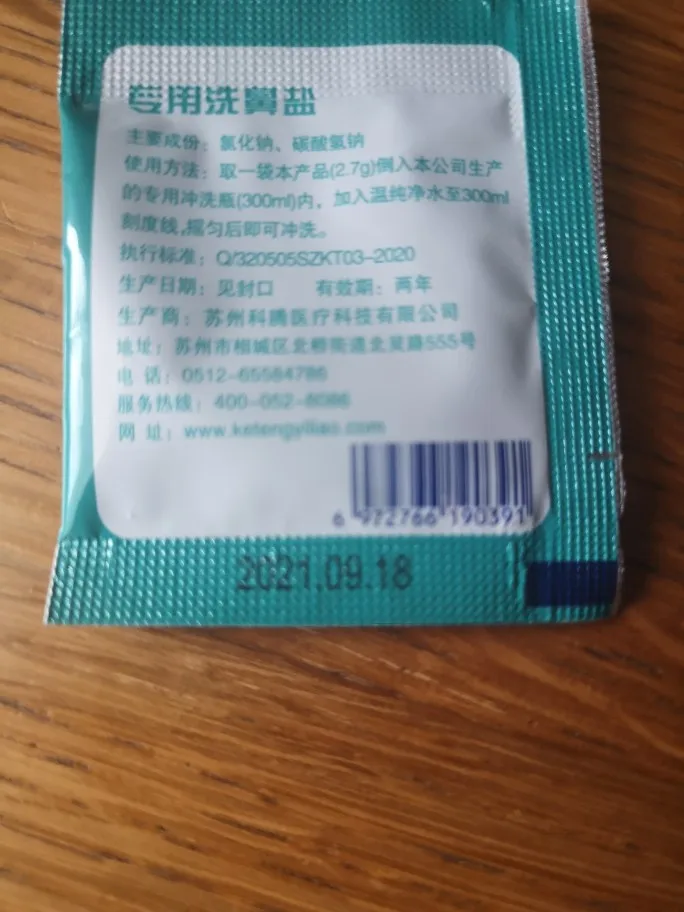 专用洗鼻盐
主要成份：氯化钠、碳酸氢钠
使用方法：取一袋本产品(2.7g)倒入本公司生产
的专用冲洗瓶(300ml)内，加入温纯净水至300ml
刻度线,摇匀后即可冲洗。
执行标准：Q/320505SZKT03-2020
生产日期：见封口 有效期：两年
生产商：苏州科腾医疗科技有限公司
地址：苏州市相城区北桥街道北吴路555号
电 话：0512-65584786
服务热线：400-052-8086
网 址：www.ketengyiliao.com
6 972766 190391
2021.09.18